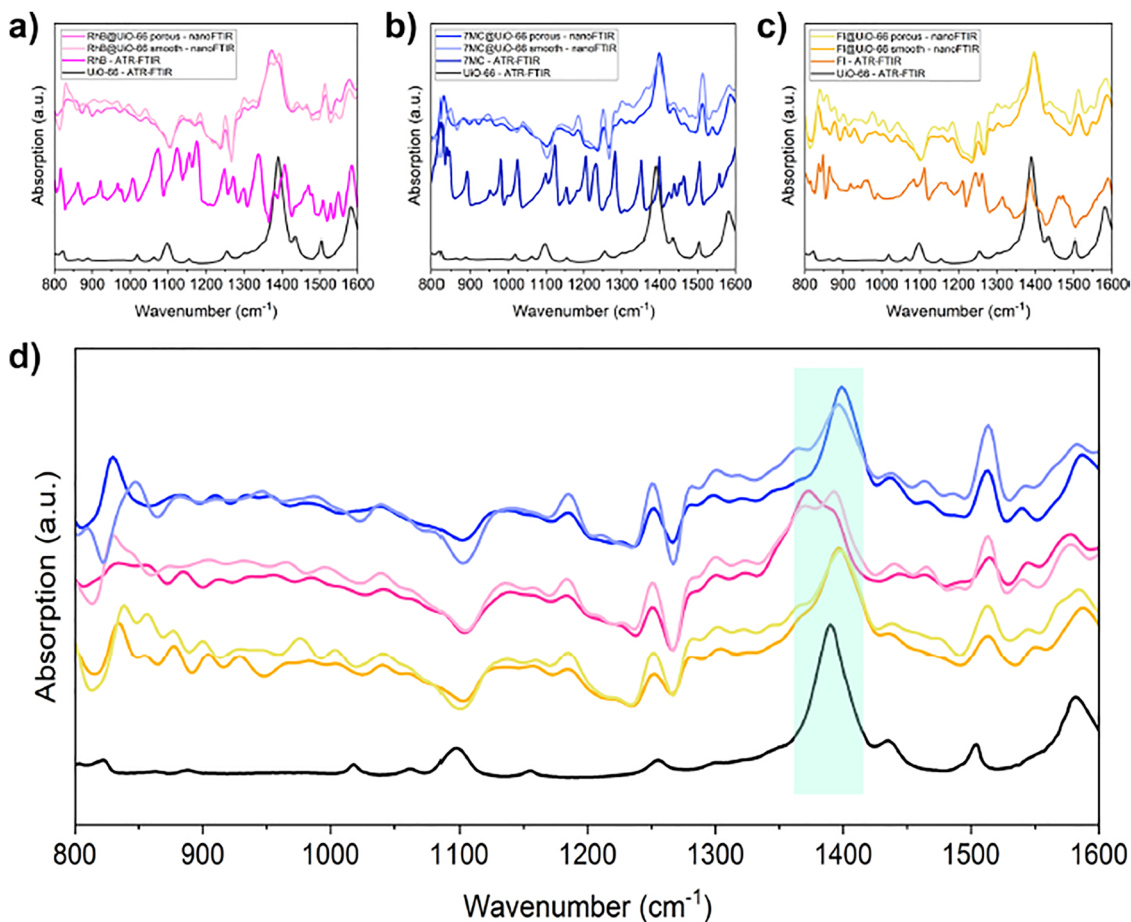 a)
RhB@UiO-66 porous - nanoFTIR
RhB@UiO-66 smooth - nanoFTIR
RhB - ATR-FTIR
UiO-66 - ATR-FTIR
Absorption (a.u.)
800 900 1000 1100 1200 1300 1400 1500 1600
Wavenumber (cm-1)
b)
7MC@UiO-66 porous - nanoFTIR
7MC@UiO-66 smooth - nanoFTIR
7MC - ATR-FTIR
UiO-66 - ATR-FTIR
Absorption (a.u.)
800 900 1000 1100 1200 1300 1400 1500 1600
Wavenumber (cm-1)
c)
Fl@UiO-66 porous - nanoFTIR
Fl@UiO-66 smooth - nanoFTIR
Fl - ATR-FTIR
UiO-66 - ATR-FTIR
Absorption (a.u.)
800 900 1000 1100 1200 1300 1400 1500 1600
Wavenumber (cm-1)
d)
Absorption (a.u.)
800 900 1000 1100 1200 1300 1400 1500 1600
Wavenumber (cm-1)